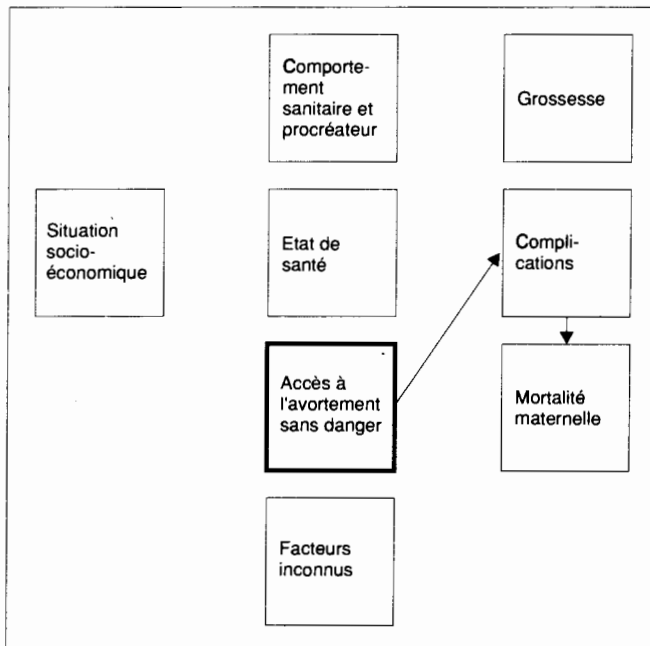 Comporte-
ment
sanitaire et
procréateur
Grossesse
Situation
socio-
économique
Etat de
santé
Compli-
cations
Accès à
l'avortement
sans danger
Mortalité
maternelle
Facteurs
inconnus